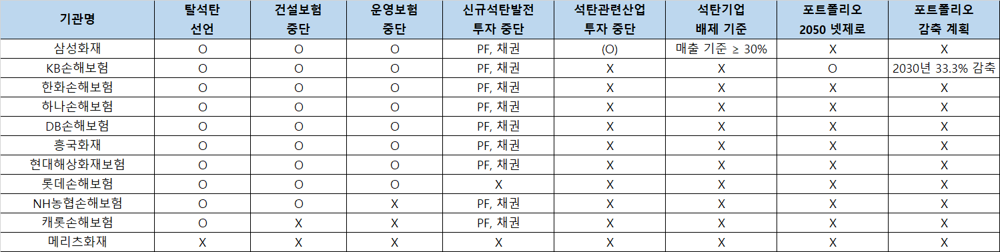 기관명 탈석탄 선언 건설보험 중단 운영보험 중단 신규석탄발전 투자 중단 석탄관련산업 투자 중단 석탄기업 배제 기준 포트폴리오 2050 넷제로 포트폴리오 감축 계획
삼성화재 O O O PF, 채권 (O) 매출 기준 ≥ 30% X X
KB손해보험 O O O PF, 채권 X X O 2030년 33.3% 감축
한화손해보험 O O O PF, 채권 X X X X
하나손해보험 O O O PF, 채권 X X X X
DB손해보험 O O O PF, 채권 X X X X
흥국화재 O O O PF, 채권 X X X X
현대해상화재보험 O O O PF, 채권 X X X X
롯데손해보험 O O O X X X X X
NH농협손해보험 O O X PF, 채권 X X X X
캐롯손해보험 O X X PF, 채권 X X X X
메리츠화재 X X X X X X X X